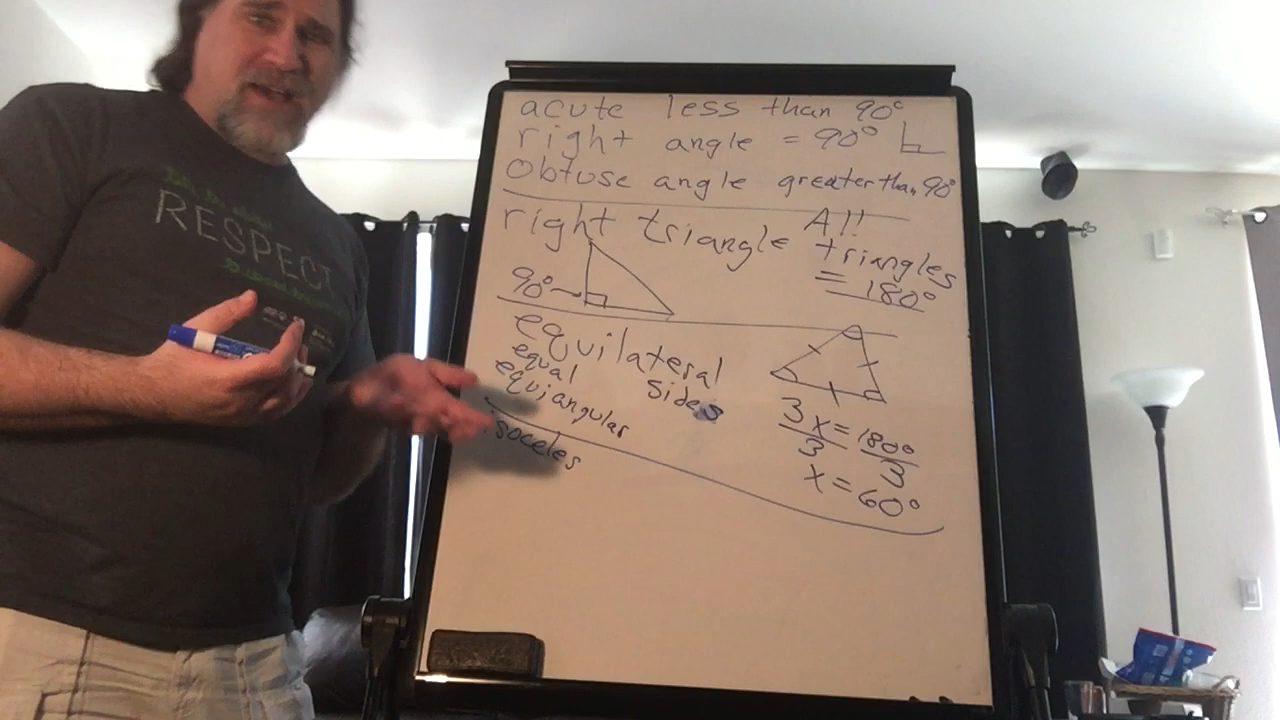 RESPECT
acute less than 90°
right angle = 90°
obtuse angle greater than 90°
right triangle
90°
All
triangles
= 180°
equilateral
equal sides
equiangular
3x = 180°
3 3
x = 60°
isoceles